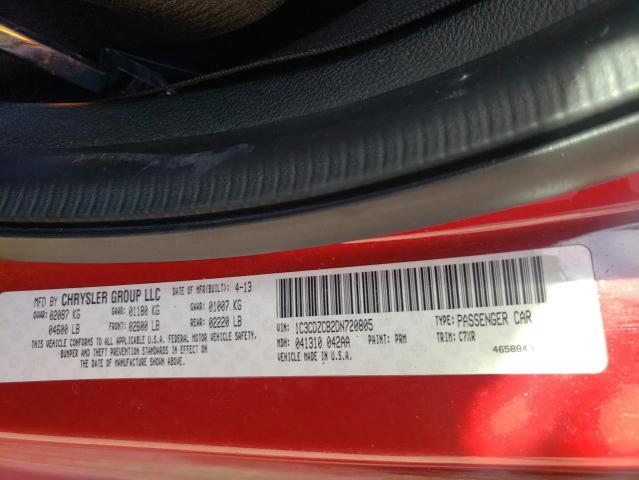 MFD BY CHRYSLER GROUP LLC DATE OF MFR(BUILT): 4-13
GVWR: 02087 KG GAWR: 01180 KG GAWR: 01007 KG
04600 LB FRONT: 02600 LB REAR: 02220 LB
THIS VEHICLE CONFORMS TO ALL APPLICABLE U.S.A. FEDERAL MOTOR VEHICLE SAFETY,
BUMPER AND THEFT PREVENTION STANDARDS IN EFFECT ON THE
DATE OF MANUFACTURE SHOWN ABOVE.
VIN: 1C3CDZCB2DN720805 TYPE: PASSENGER CAR
MDH: 041310 042AA PAINT: PRM TRIM: C7XR
VEHICLE MADE IN U.S.A.